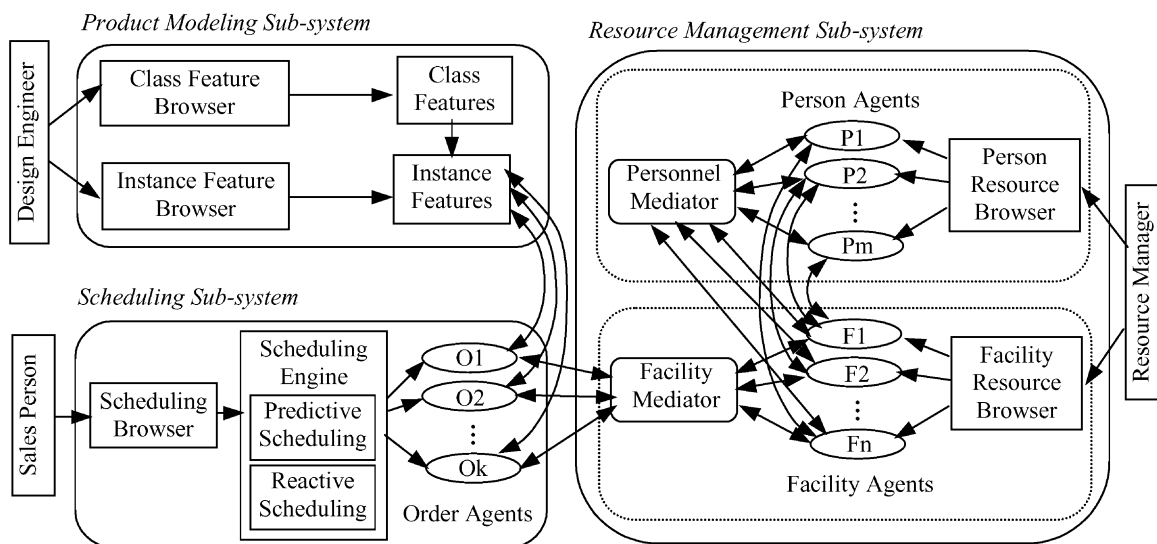 Product Modeling Sub-system
Design Engineer
Class Feature
Browser
Class
Features
Instance Feature
Browser
Instance
Features
Scheduling Sub-system
Sales Person
Scheduling
Browser
Scheduling
Engine
Predictive
Scheduling
Reactive
Scheduling
O1
O2
⋮
Ok
Order Agents
Resource Management Sub-system
Person Agents
Personnel
Mediator
P1
P2
⋮
Pm
Person
Resource
Browser
Resource Manager
Facility
Mediator
F1
F2
⋮
Fn
Facility
Resource
Browser
Facility Agents